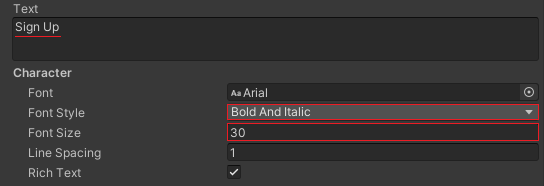 Text
Sign Up
Character
Font Aa Arial
Font Style Bold And Italic
Font Size 30
Line Spacing 1
Rich Text